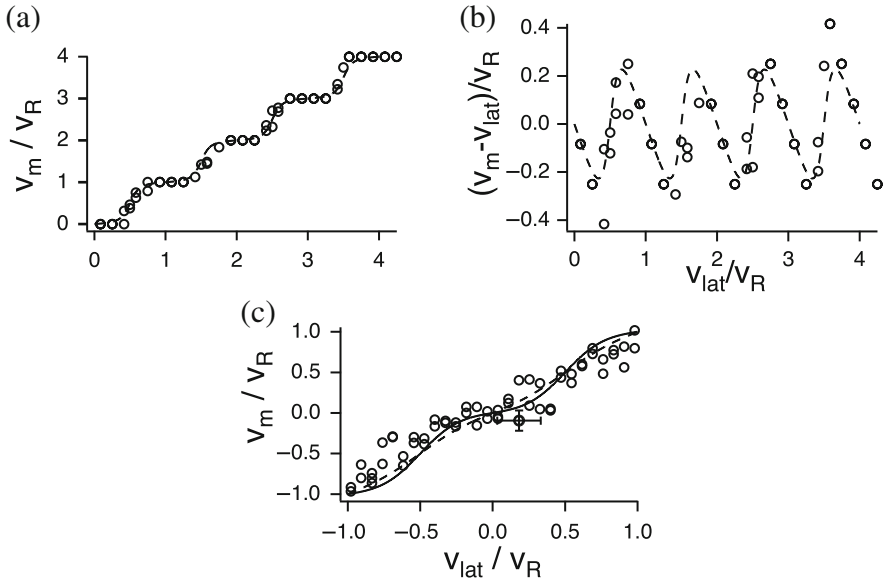 (a)
v_m / v_R
4
3
2
1
0
0 1 2 3 4
(b)
(v_m-v_lat)/v_R
0.4
0.2
0.0
−0.2
−0.4
0 1 2 3 4
v_lat/v_R
(c)
v_m / v_R
1.0
0.5
0.0
−0.5
−1.0
−1.0 −0.5 0.0 0.5 1.0
v_lat / v_R